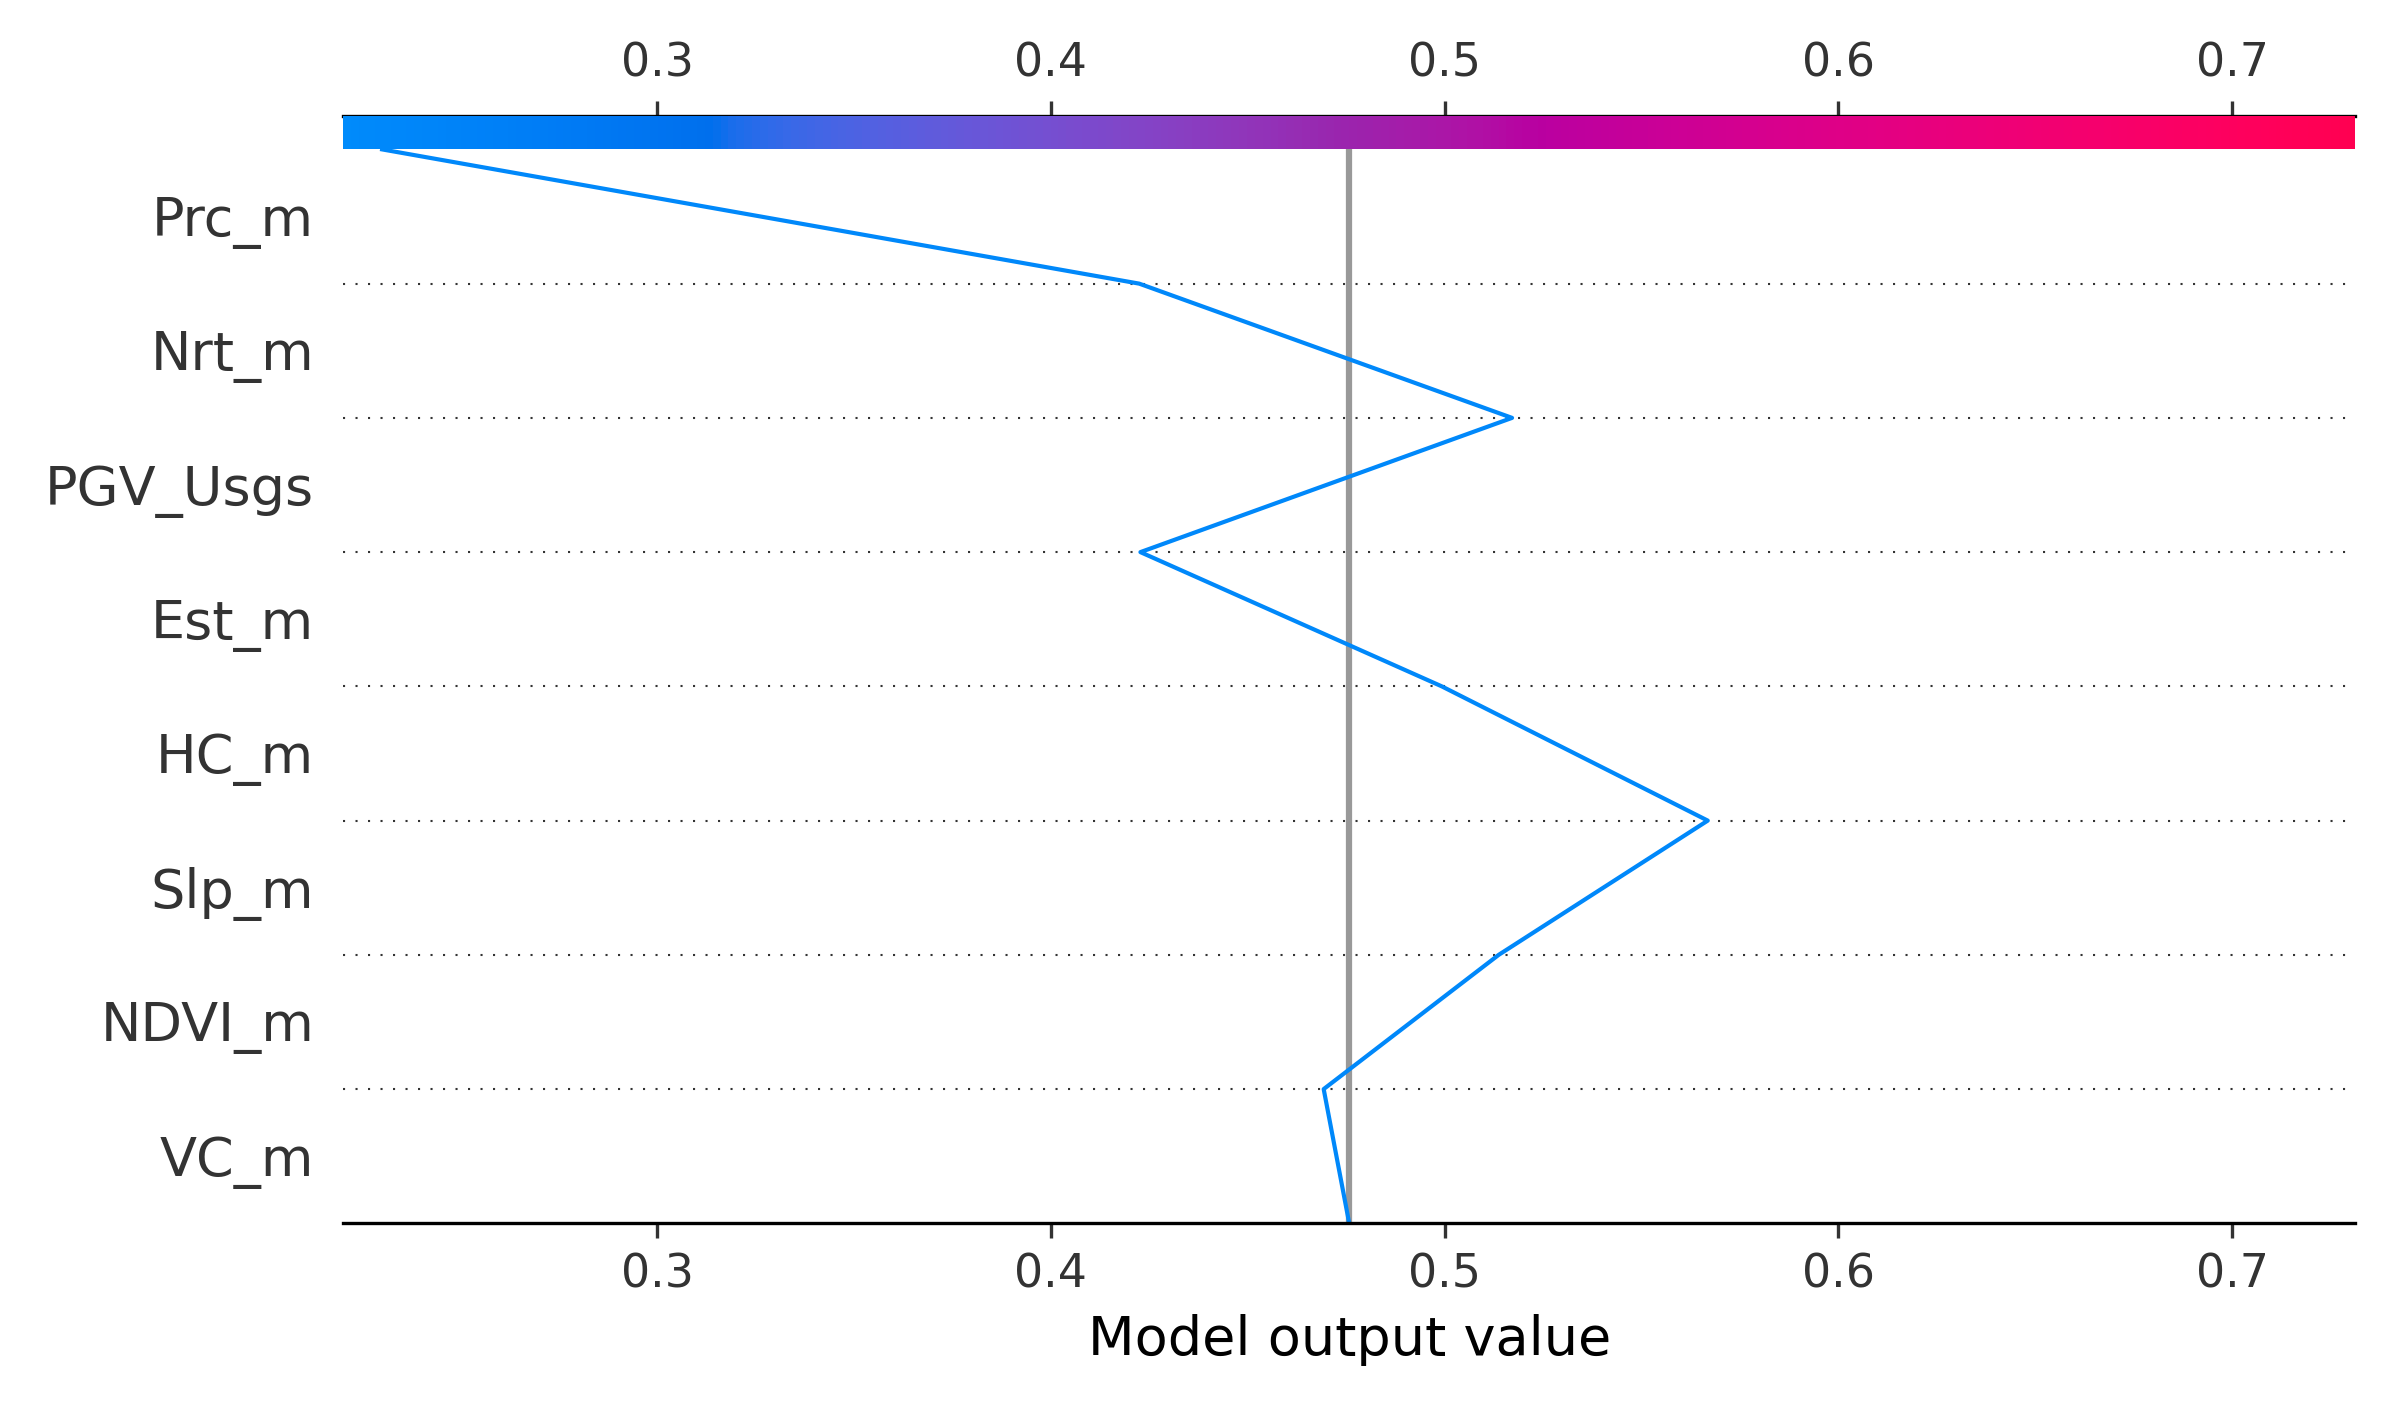 0.3 0.4 0.5 0.6 0.7
Prc_m
Nrt_m
PGV_Usgs
Est_m
HC_m
Slp_m
NDVI_m
VC_m
0.3 0.4 0.5 0.6 0.7
Model output value